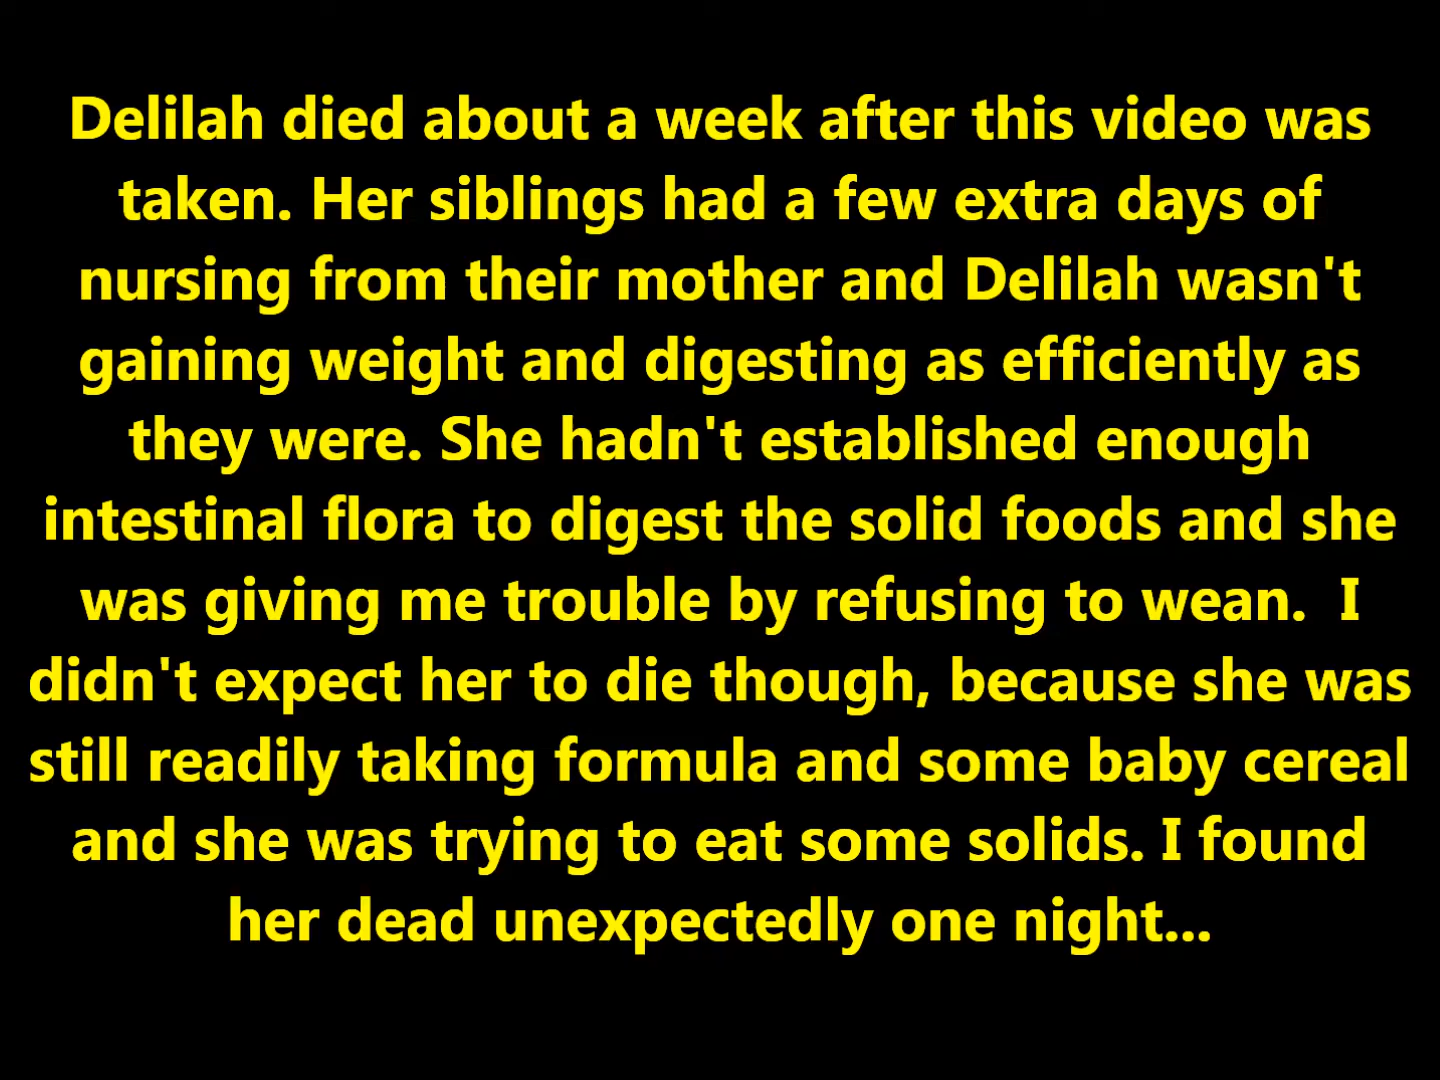 Delilah died about a week after this video was
taken. Her siblings had a few extra days of
nursing from their mother and Delilah wasn't
gaining weight and digesting as efficiently as
they were. She hadn't established enough
intestinal flora to digest the solid foods and she
was giving me trouble by refusing to wean.  I
didn't expect her to die though, because she was
still readily taking formula and some baby cereal
and she was trying to eat some solids. I found
her dead unexpectedly one night...